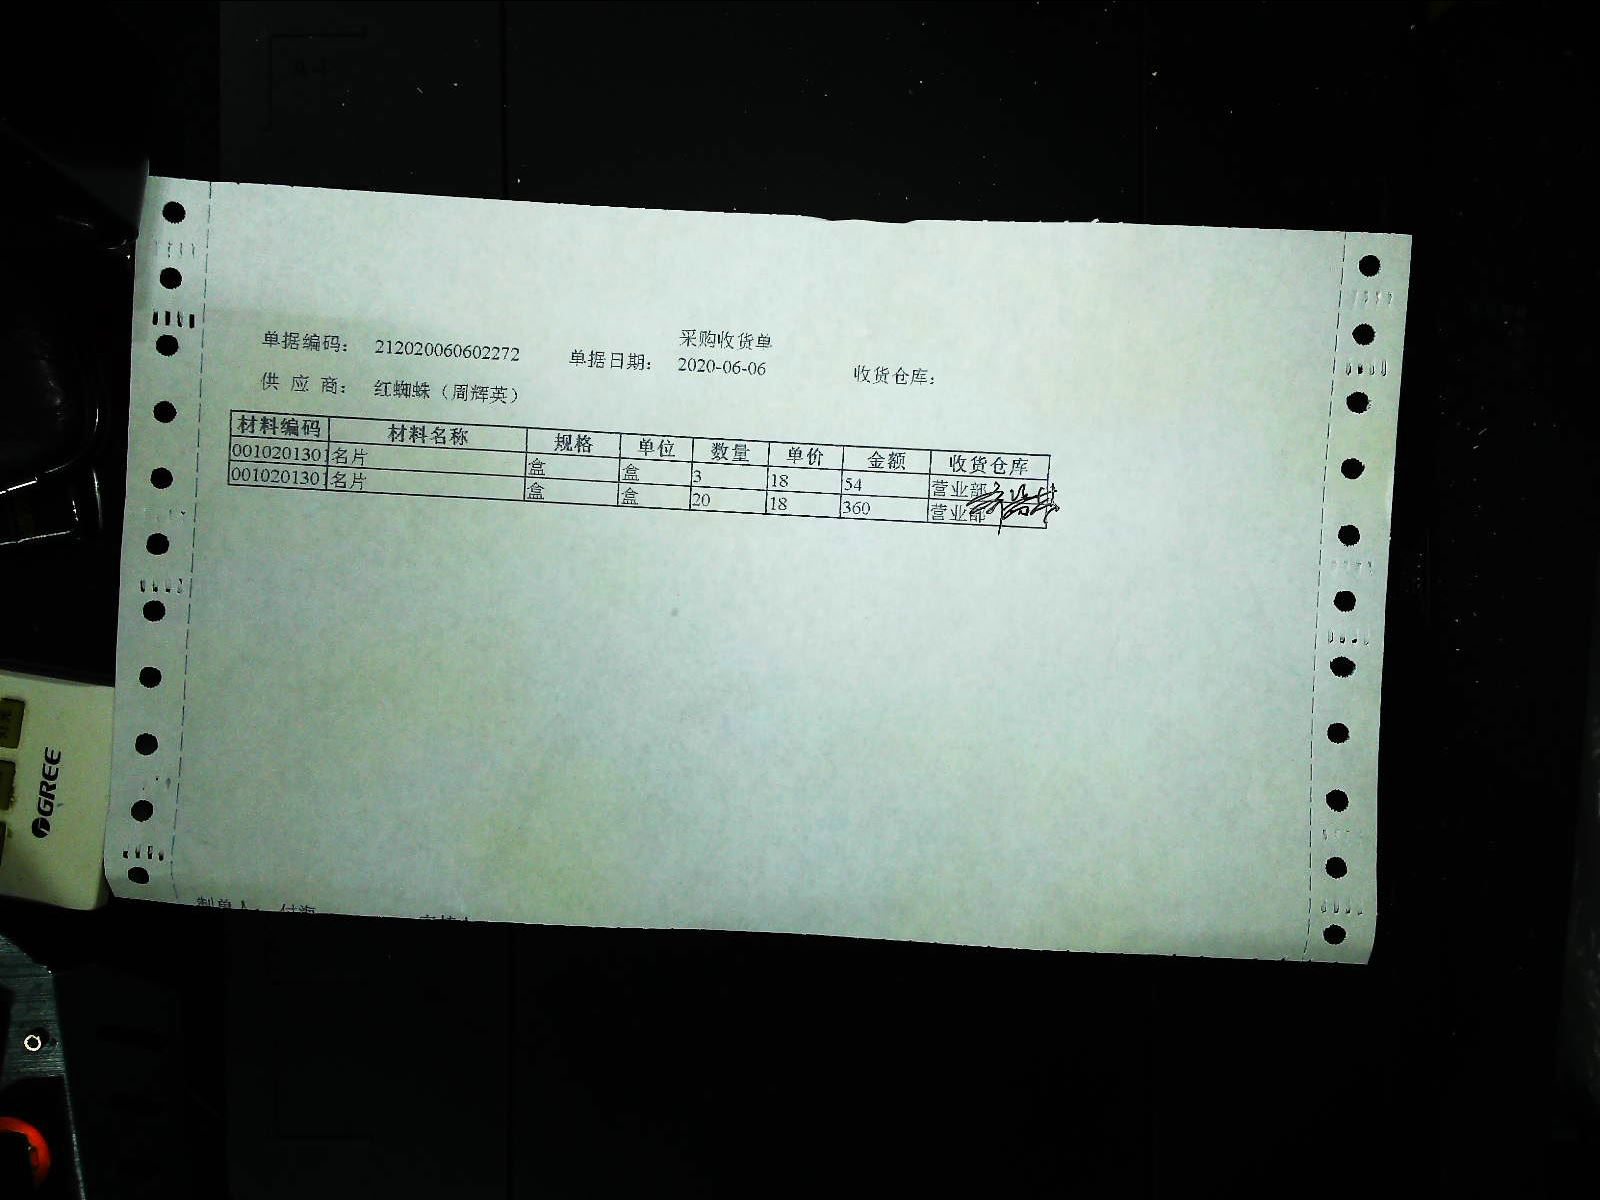 采购收货单
单据编码： 212020060602272 单据日期： 2020-06-06 收货仓库：
供 应 商： 红蜘蛛（周辉英）
材料编码 材料名称 规格 单位 数量 单价 金额 收货仓库
0010201301 名片 盒 盒 3 18 54 营业部
0010201301 名片 盒 盒 20 18 360 营业部
制单人：
GREE